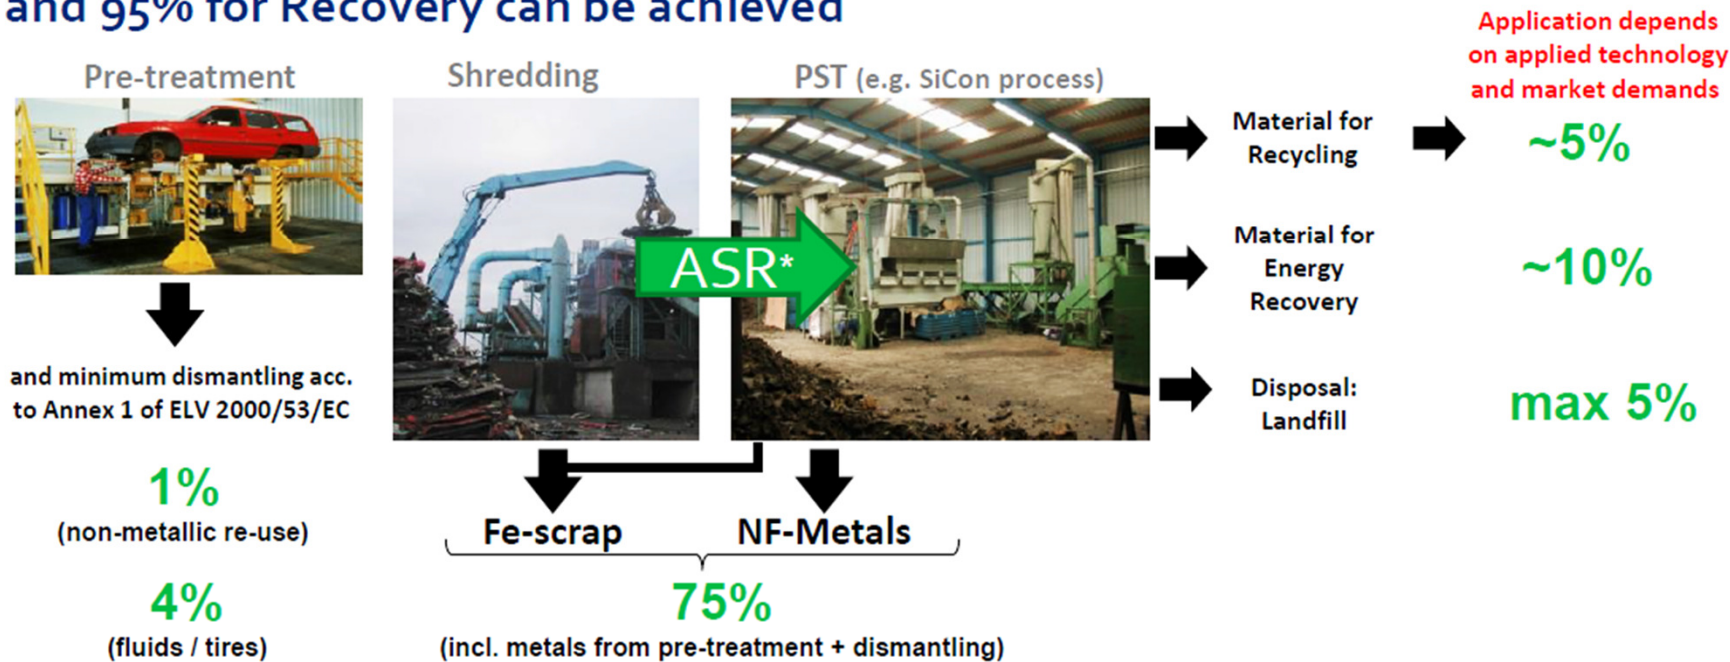 and 95% for Recovery can be achieved
Pre-treatment
Shredding
PST (e.g. SiCon process)
Application depends
on applied technology
and market demands
ASR*
Material for
Recycling
~5%
Material for
Energy
Recovery
~10%
Disposal:
Landfill
max 5%
and minimum dismantling acc.
to Annex 1 of ELV 2000/53/EC
1%
(non-metallic re-use)
4%
(fluids / tires)
Fe-scrap
NF-Metals
75%
(incl. metals from pre-treatment + dismantling)